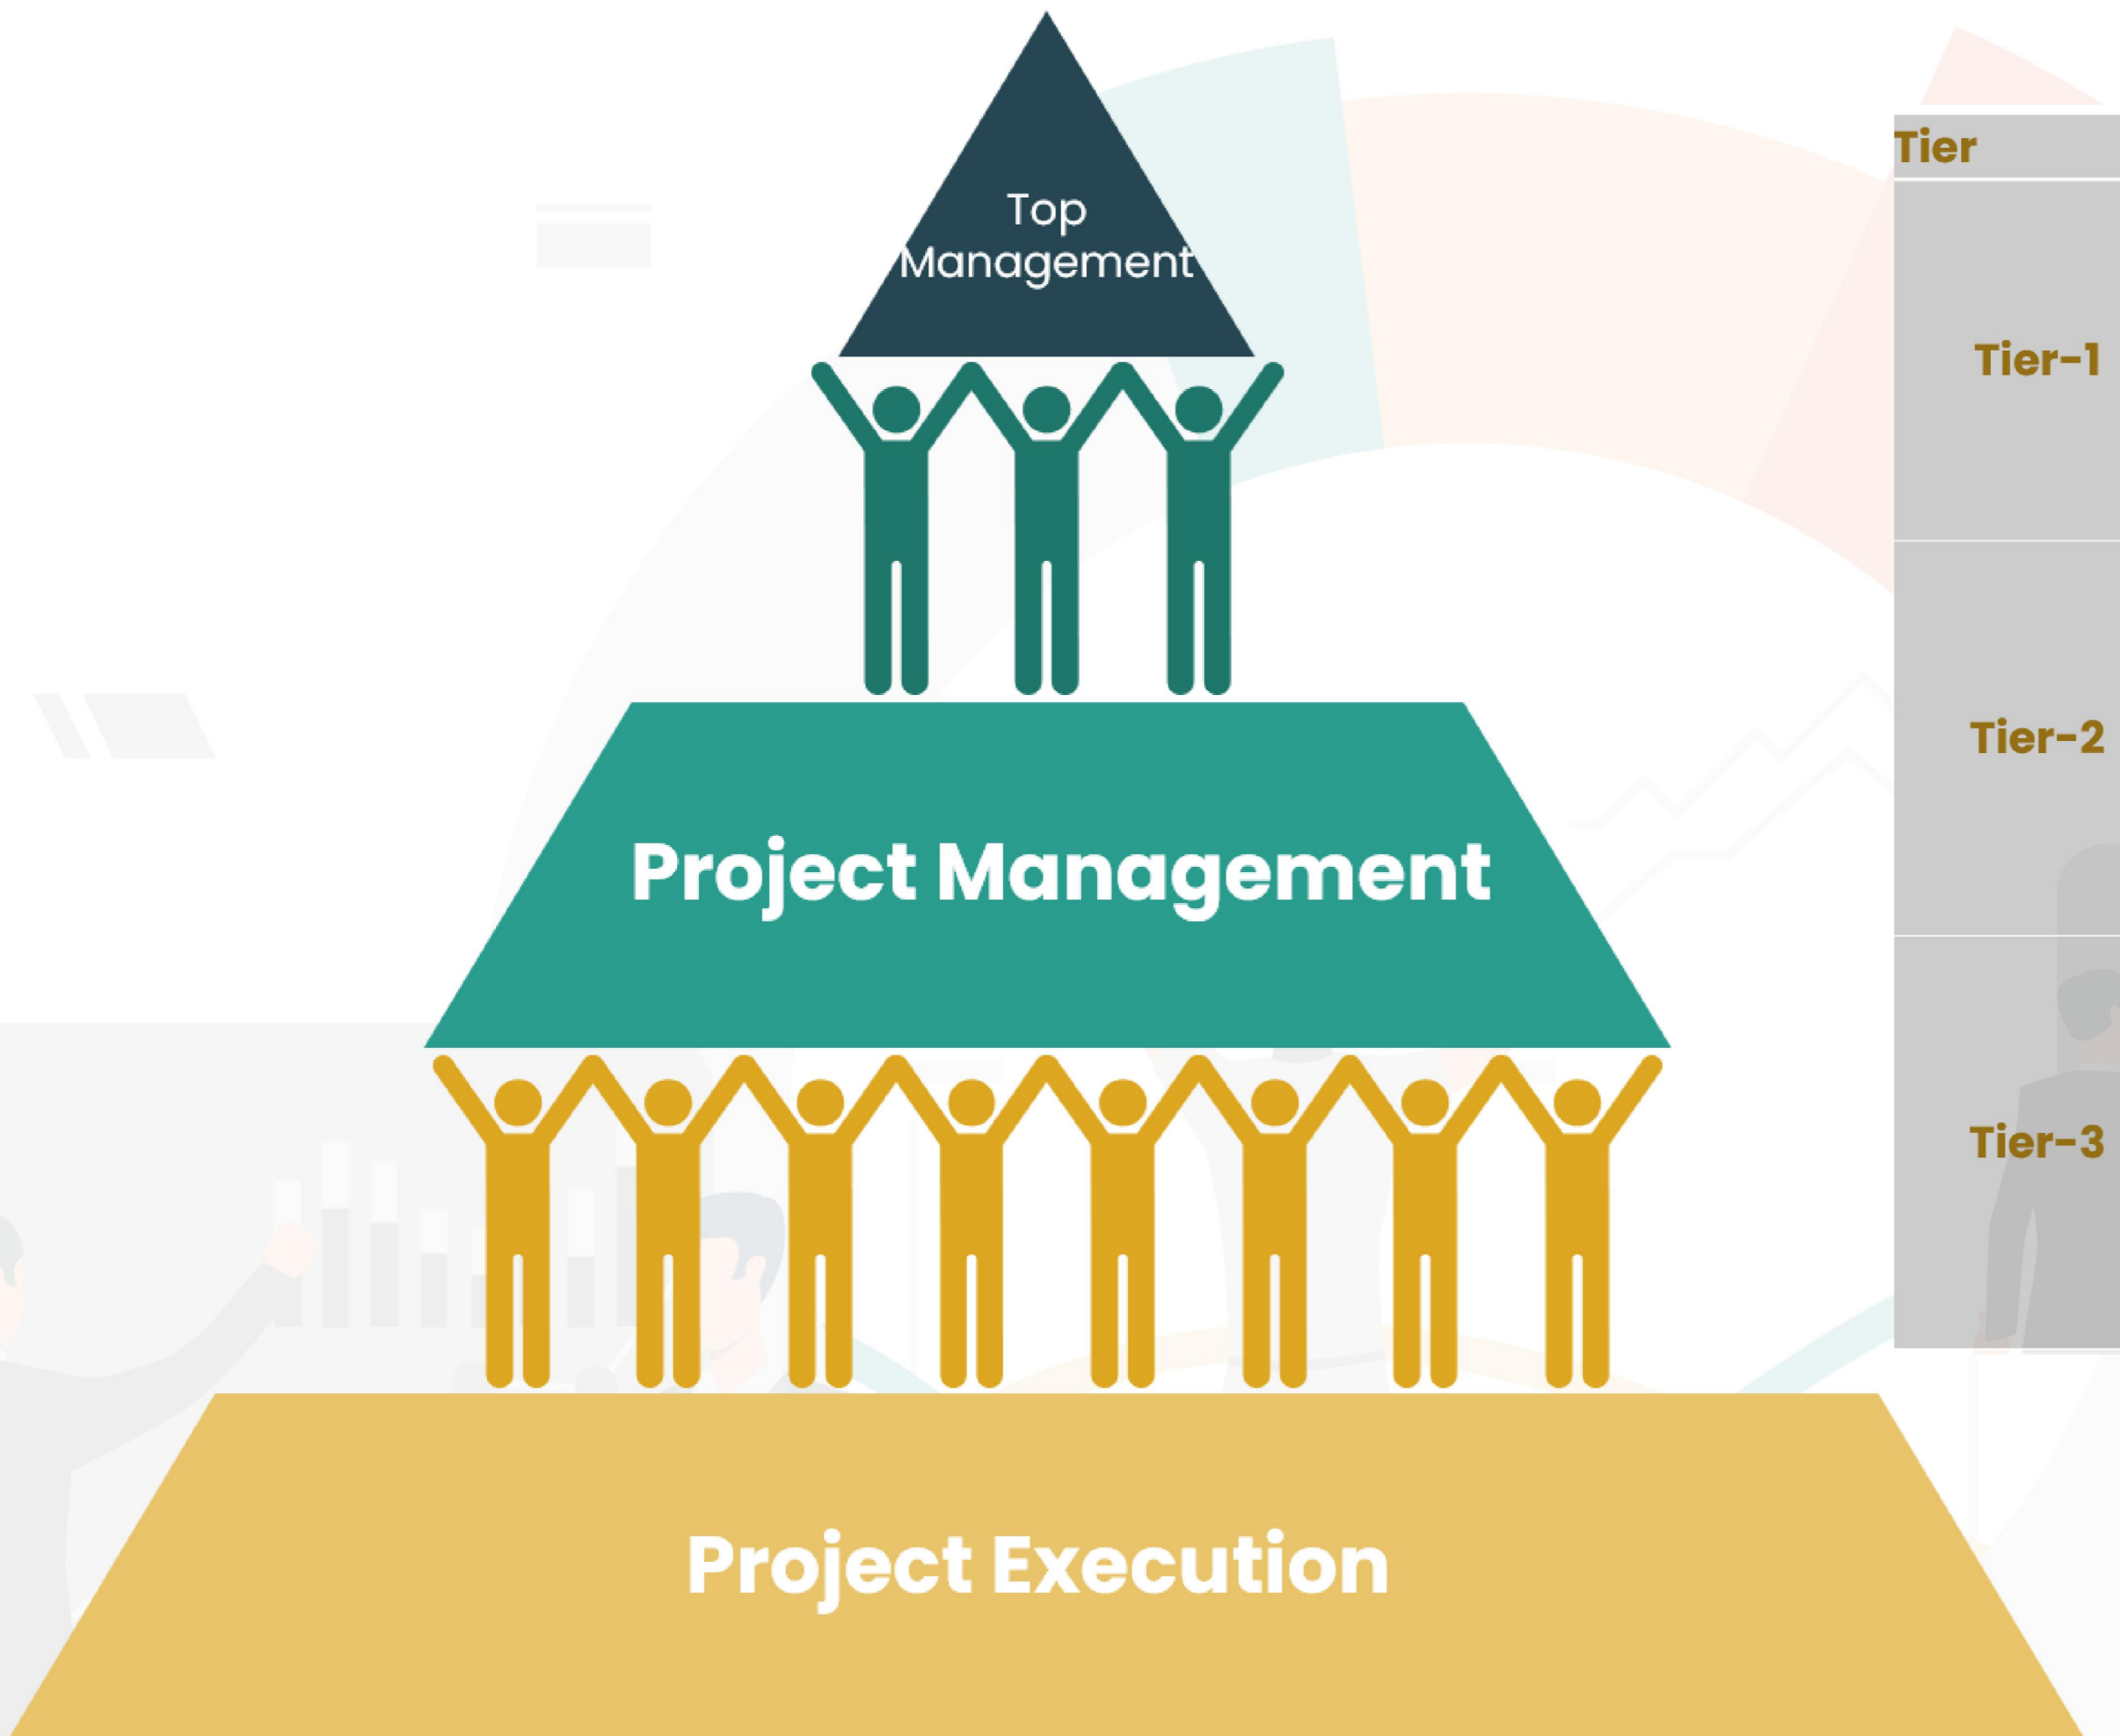 Top
Management
Project Management
Project Execution
Tier
Tier-1
Tier-2
Tier-3